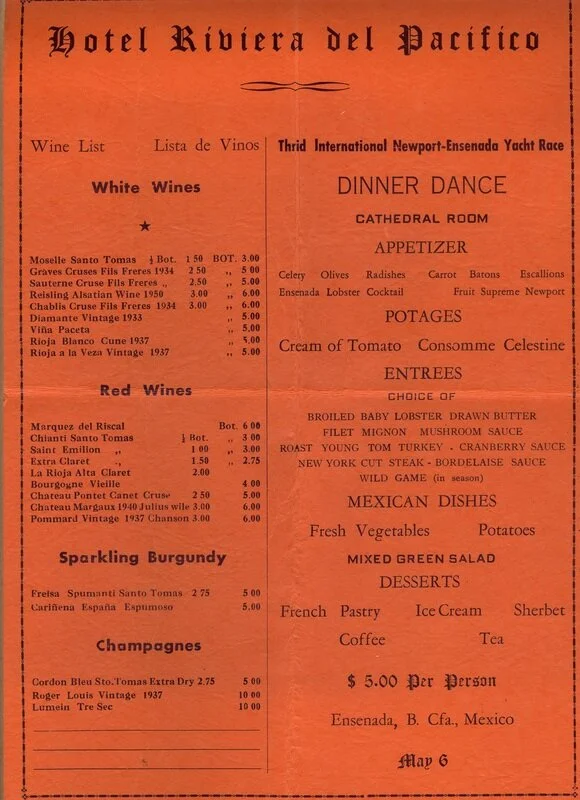 Hotel Riviera del Pacifico
Wine List Lista de Vinos
White Wines
Moselle Santo Tomas ½ Bot. 1 50 BOT. 3.00
Graves Cruses Fils Freres 1934 2 50 ,, 5 00
Sauterne Cruse Fils Freres ,, 2.50 ,, 5.00
Reisling Alsatian Wine 1950 3.00 ,, 6.00
Chablis Cruse Fils Freres 1934 3.00 ,, 6.00
Diamante Vintage 1933 ,, 5.00
Viña Paceta ,, 5,00
Rioja Blanco Cune 1937 ,, 5.00
Rioja a la Veza Vintage 1937 ,, 5.00
Red Wines
Marquez del Riscal Bot. 6 00
Chianti Santo Tomas ½ Bot. ,, 3 00
Saint Emilion ,, 1 00 ,, 3.00
Extra Claret ., 1 50 ,, 2.75
La Rioja Alta Claret 2.00
Bourgogne Vieille 4.00
Chateau Pontet Canet Cruse 2 50 5.00
Chateau Margaux 1940 Julius wile 3.00 6.00
Pommard Vintage 1937 Chanson 3.00 6.00
Sparkling Burgundy
Freisa Spumanti Santo Tomas 2 75 5 00
Cariñena España Espumoso 5.00
Champagnes
Cordon Bleu Sto. Tomas Extra Dry 2.75 5 00
Roger Louis Vintage 1937 10 00
Lumein Tre Sec 10 00
Thrid International Newport-Ensenada Yacht Race
DINNER DANCE
CATHEDRAL ROOM
APPETIZER
Celery Olives Radishes Carrot Batons Escallions
Ensenada Lobster Cocktail Fruit Supreme Newport
POTAGES
Cream of Tomato Consomme Celestine
ENTREES
CHOICE OF
BROILED BABY LOBSTER DRAWN BUTTER
FILET MIGNON MUSHROOM SAUCE
ROAST YOUNG TOM TURKEY - CRANBERRY SAUCE
NEW YORK CUT STEAK - BORDELAISE SAUCE
WILD GAME (in season)
MEXICAN DISHES
Fresh Vegetables Potatoes
MIXED GREEN SALAD
DESSERTS
French Pastry Ice Cream Sherbet
Coffee Tea
$ 5.00 Per Person
Ensenada, B. Cfa., Mexico
May 6